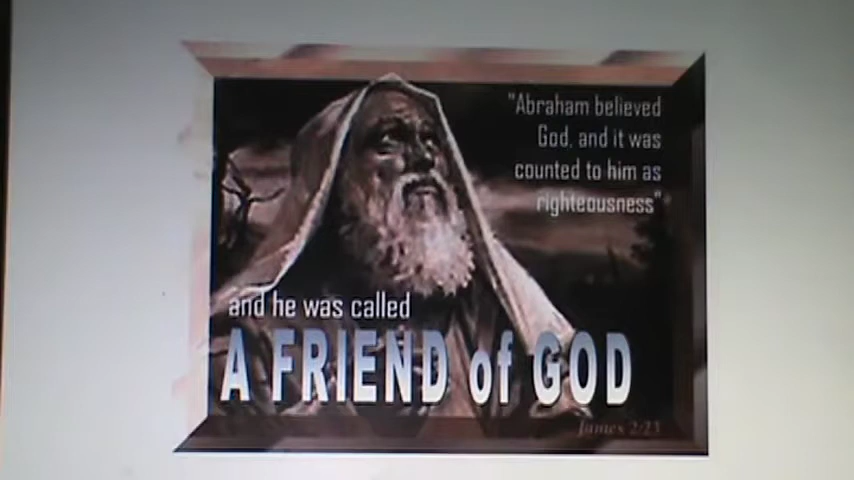 "Abraham believed
God, and it was
counted to him as
righteousness"
and he was called
A FRIEND of GOD
James 2:23